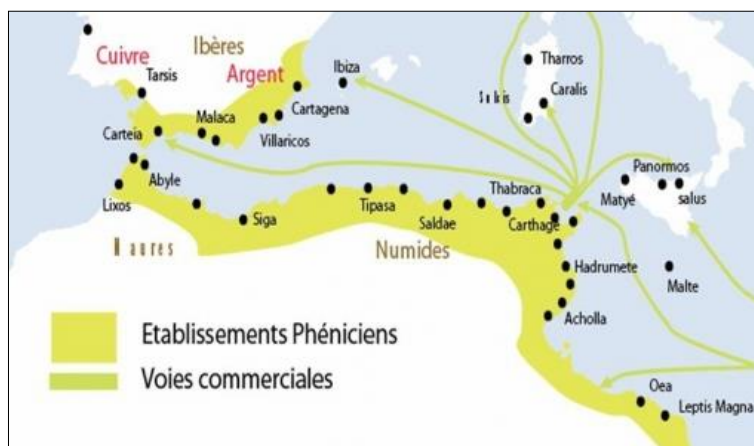 Cuivre
Ibères
Tarsis
Argent
Ibiza
Tharros
Caralis
Cartagena
Malaca
Carteia
Villaricos
Panormos
Abyle
Thabraca
Matyé
salus
Lixos
Siga
Tipasa
Saldae
Carthage
Maures
Numides
Hadrumete
Malte
Acholla
Etablissements Phéniciens
Voies commerciales
Oea
Leptis Magna